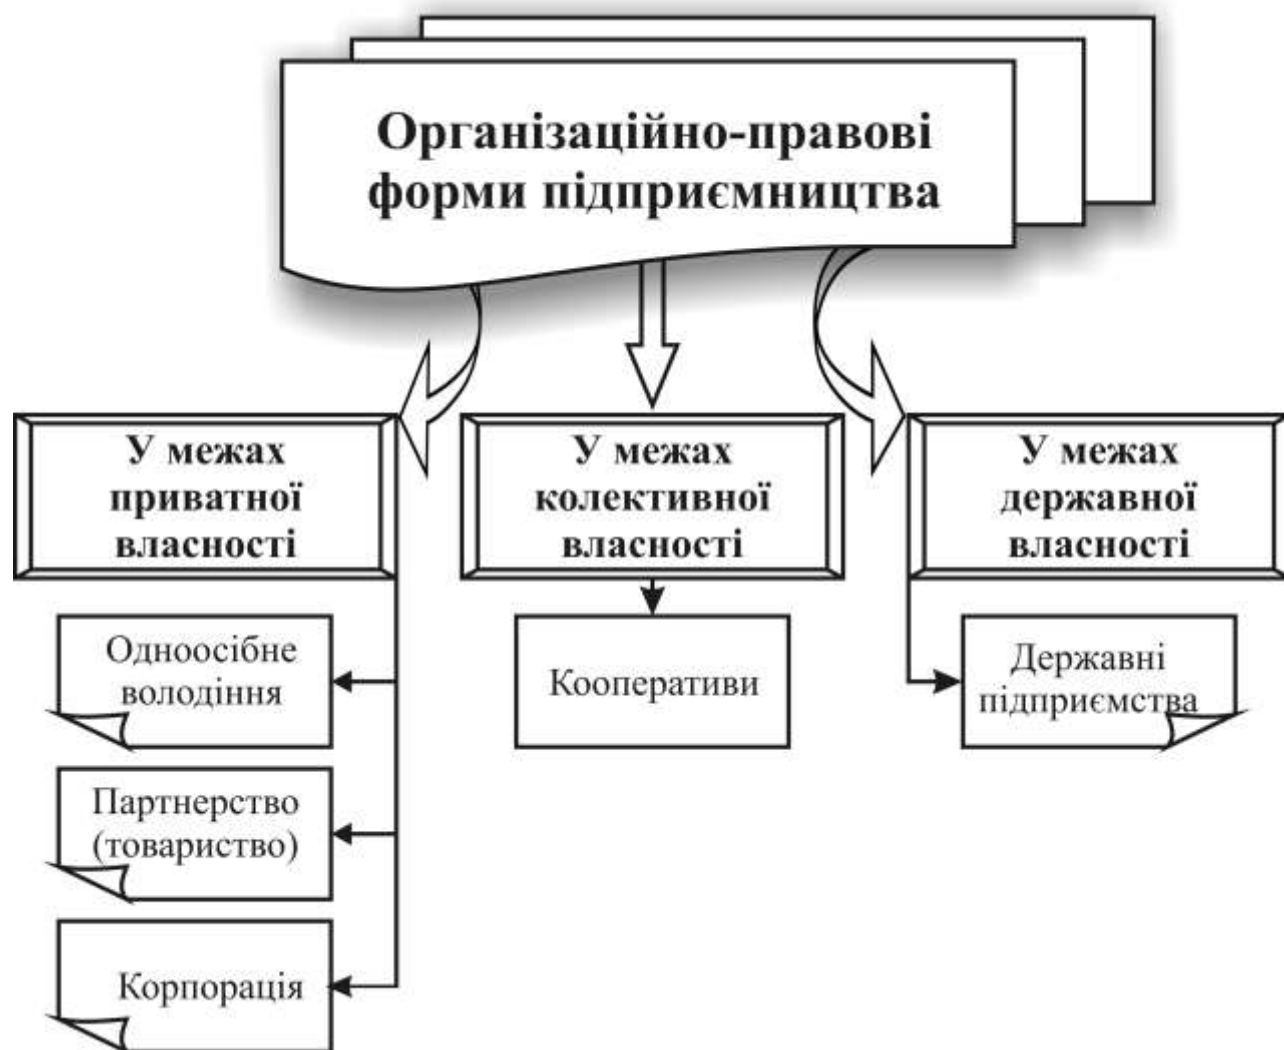 Організаційно-правові
форми підприємництва
У межах
приватної
власності
У межах
колективної
власності
У межах
державної
власності
Одноосібне
володіння
Кооперативи
Державні
підприємства
Партнерство
(товариство)
Корпорація